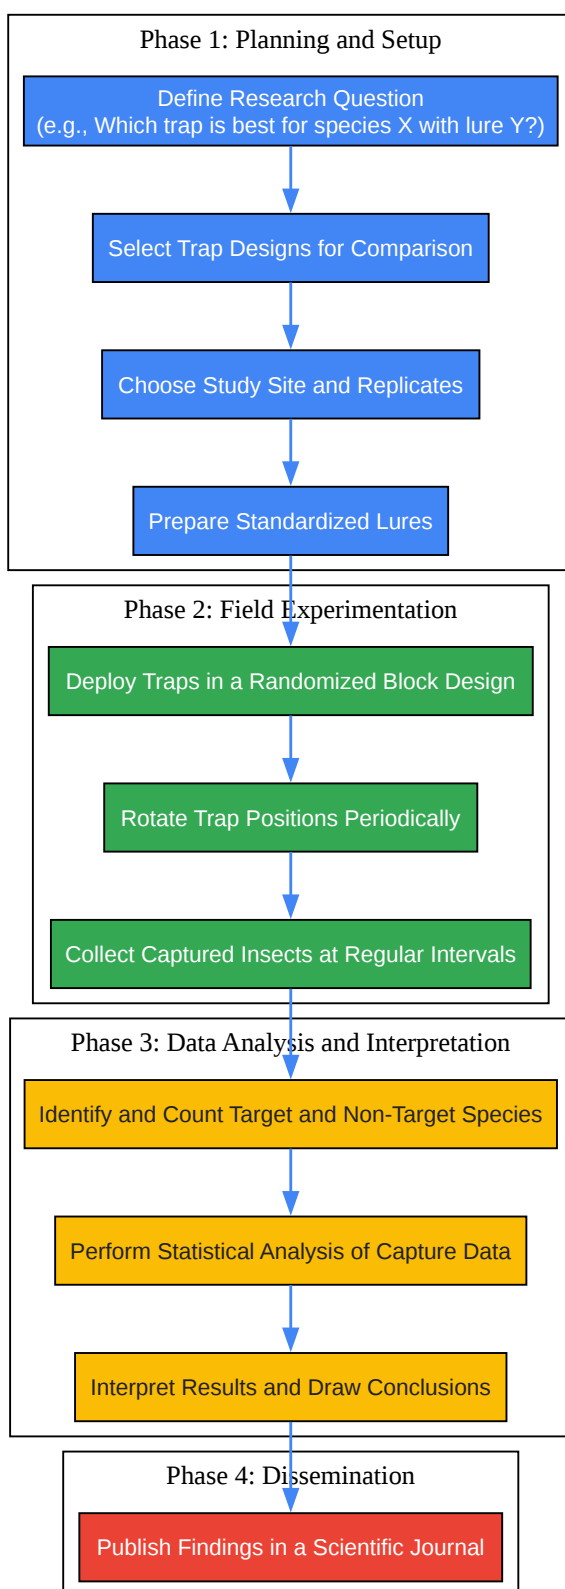 Phase 1: Planning and Setup
Define Research Question
(e.g., Which trap is best for species X with lure Y?)
Select Trap Designs for Comparison
Choose Study Site and Replicates
Prepare Standardized Lures
Phase 2: Field Experimentation
Deploy Traps in a Randomized Block Design
Rotate Trap Positions Periodically
Collect Captured Insects at Regular Intervals
Phase 3: Data Analysis and Interpretation
Identify and Count Target and Non-Target Species
Perform Statistical Analysis of Capture Data
Interpret Results and Draw Conclusions
Phase 4: Dissemination
Publish Findings in a Scientific Journal